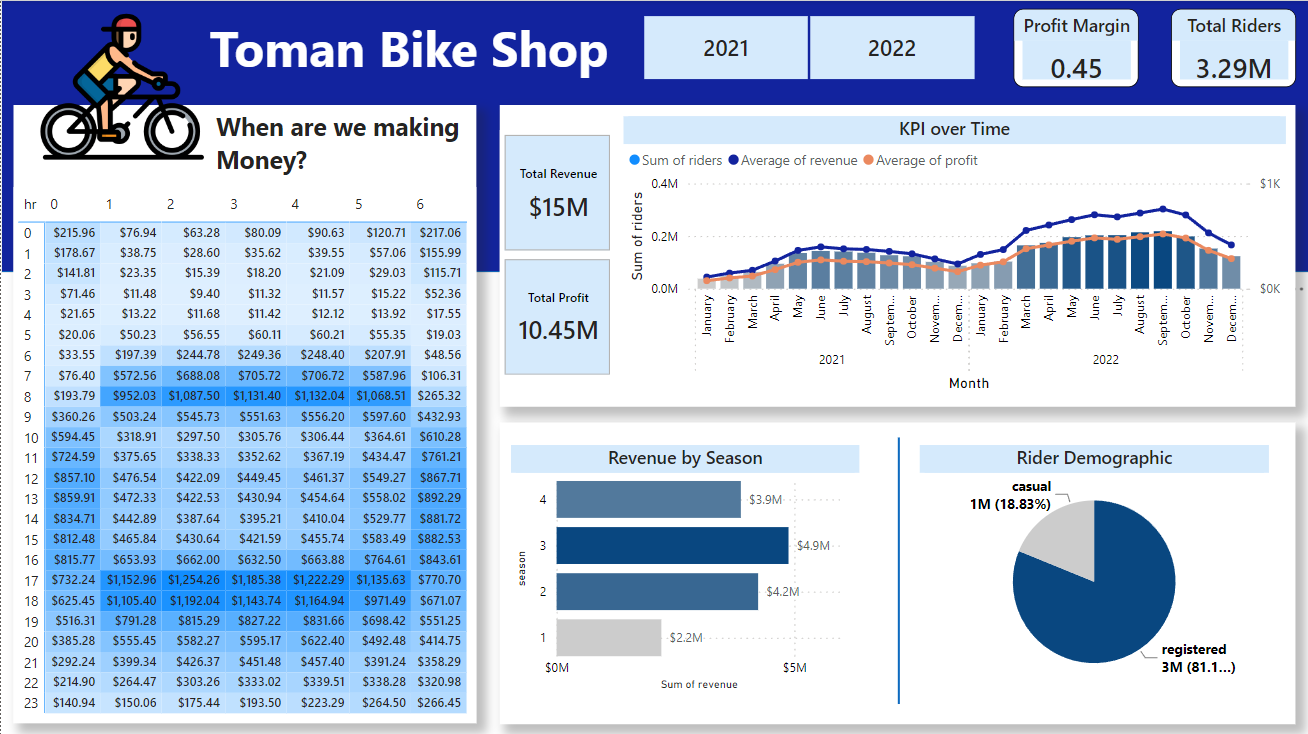 Toman Bike Shop
2021
2022
Profit Margin
0.45
Total Riders
3.29M
When are we making
Money?
hr 0 1 2 3 4 5 6
0 $215.96 $76.94 $63.28 $80.09 $90.63 $120.71 $217.06
1 $178.67 $38.75 $28.60 $35.62 $39.55 $57.06 $155.99
2 $141.81 $23.35 $15.39 $18.20 $21.09 $29.03 $115.71
3 $71.46 $11.48 $9.40 $11.32 $11.57 $15.22 $52.36
4 $21.65 $13.22 $11.68 $11.42 $12.12 $13.92 $17.55
5 $20.06 $50.23 $56.55 $60.11 $60.21 $55.35 $19.03
6 $33.55 $197.39 $244.78 $249.36 $248.40 $207.91 $48.56
7 $76.40 $572.56 $688.08 $705.72 $706.72 $587.96 $106.31
8 $193.79 $952.03 $1,087.50 $1,131.40 $1,132.04 $1,068.51 $265.32
9 $360.26 $503.24 $545.73 $551.63 $556.20 $597.60 $432.93
10 $594.45 $318.91 $297.50 $305.76 $306.44 $364.61 $610.28
11 $724.59 $375.65 $338.33 $352.62 $367.19 $434.47 $761.21
12 $857.10 $476.54 $422.09 $449.45 $461.37 $549.27 $867.71
13 $859.91 $472.33 $422.53 $430.94 $454.64 $558.02 $892.29
14 $834.71 $442.89 $387.64 $395.21 $410.04 $529.77 $881.72
15 $812.48 $465.84 $430.64 $421.59 $455.74 $583.49 $882.53
16 $815.77 $653.93 $662.00 $632.50 $663.88 $764.61 $843.61
17 $732.24 $1,152.96 $1,254.26 $1,185.38 $1,222.29 $1,135.63 $770.70
18 $625.45 $1,105.40 $1,192.04 $1,143.74 $1,164.94 $971.49 $671.07
19 $516.31 $791.28 $815.29 $827.22 $831.66 $698.42 $551.25
20 $385.28 $555.45 $582.27 $595.17 $622.40 $492.48 $414.75
21 $292.24 $399.34 $426.37 $451.48 $457.40 $391.24 $358.29
22 $214.90 $264.47 $303.26 $333.02 $339.51 $338.28 $320.98
23 $140.94 $150.06 $175.44 $193.50 $223.29 $264.50 $266.45
Total Revenue
$15M
Total Profit
10.45M
KPI over Time
Sum of riders Average of revenue Average of profit
Sum of riders
0.4M
0.2M
0.0M
$1K
$0K
January
February
March
April
May
June
July
August
Septem...
October
Novem...
Decem...
January
February
March
April
May
June
July
August
Septem...
October
Novem...
Decem...
2021
2022
Month
Revenue by Season
season
4 $3.9M
3 $4.9M
2 $4.2M
1 $2.2M
$0M $5M
Sum of revenue
Rider Demographic
casual
1M (18.83%)
registered
3M (81.1...)